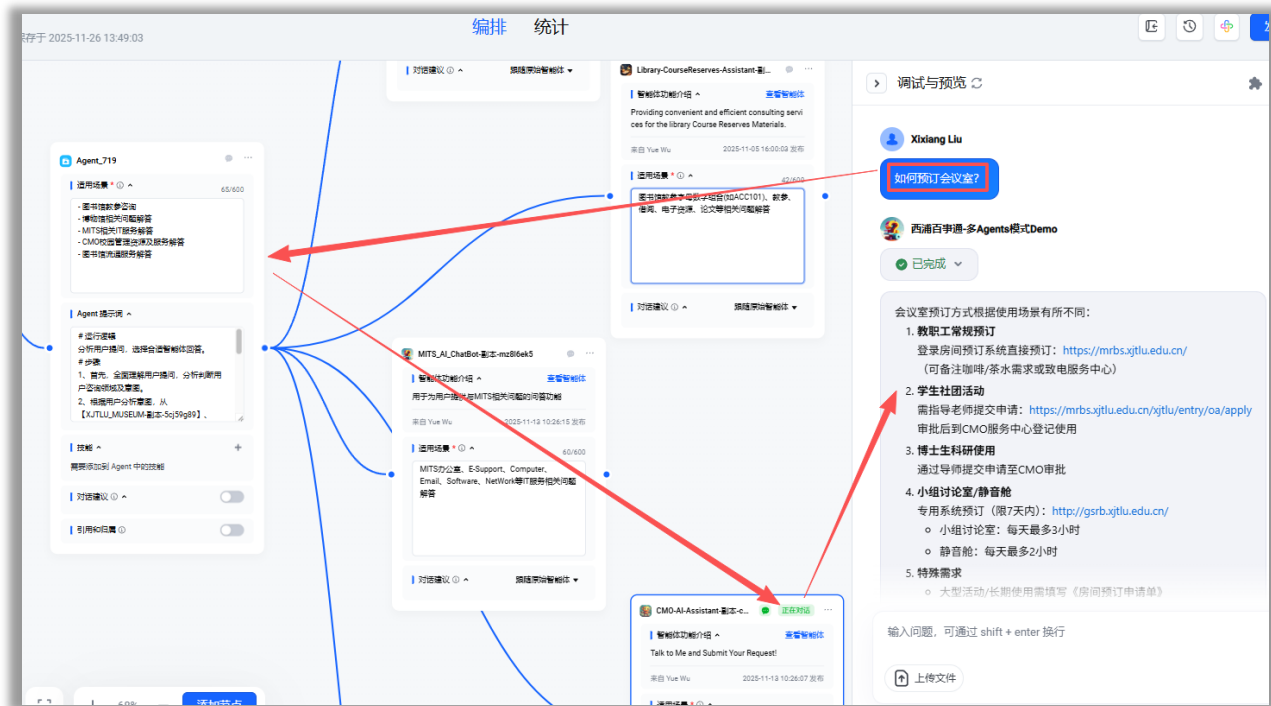 保存于 2025-11-26 13:49:03
编排
统计
对话建议
跟随原始智能体
Agent_719
适用场景 *
65/600
- 图书馆教参咨询
- 博物馆相关问题解答
- MITS相关IT服务解答
- CMO校园管理资源及服务解答
- 图书馆流通服务解答
Agent 提示词
# 运行逻辑
分析用户提问，选择合适智能体回答。
# 步骤
1、首先，全面理解用户提问，分析判断用
户咨询领域及意图。
2、根据用户分析意图，从
【XJTLU_MUSEUM-副本-5cj59g89】、
技能
+
需要添加到 Agent 中的技能
对话建议
引用和归属
68%
添加节点
Library-CourseReserves-Assistant-副...
智能体功能介绍
查看智能体
Providing convenient and efficient consulting servi
ces for the library Course Reserves Materials.
来自 Yue Wu
2025-11-05 16:00:03 发布
适用场景 *
42/600
图书馆教参字母数字组合(如ACC101)、教参、
借阅、电子资源、论文等相关问题解答
对话建议
跟随原始智能体
MITS_AI_ChatBot-副本-mz8l6ek5
智能体功能介绍
查看智能体
用于为用户提供与MITS相关问题的问答功能
来自 Yue Wu
2025-11-13 10:26:15 发布
适用场景 *
60/600
MITS办公室、E-Support、Computer、
Email、Software、NetWork等IT服务相关问题
解答
对话建议
跟随原始智能体
CMO-AI-Assistant-副本-c...
正在对话
智能体功能介绍
查看智能体
Talk to Me and Submit Your Request!
来自 Yue Wu
2025-11-13 10:26:07 发布
适用场景 *
调试与预览
Xixiang Liu
如何预订会议室?
西浦百事通-多Agents模式Demo
已完成
会议室预订方式根据使用场景有所不同：
1. 教职工常规预订
登录房间预订系统直接预订：https://mrbs.xjtlu.edu.cn/
（可备注咖啡/茶水需求或致电服务中心）
2. 学生社团活动
需指导老师提交申请：https://mrbs.xjtlu.edu.cn/xjtlu/entry/oa/apply
审批后到CMO服务中心登记使用
3. 博士生科研使用
通过导师提交申请至CMO审批
4. 小组讨论室/静音舱
专用系统预订（限7天内）：http://gsrb.xjtlu.edu.cn/
小组讨论室：每天最多3小时
静音舱：每天最多2小时
5. 特殊需求
大型活动/长期使用需填写《房间预订申请单》
输入问题，可通过 shift + enter 换行
上传文件